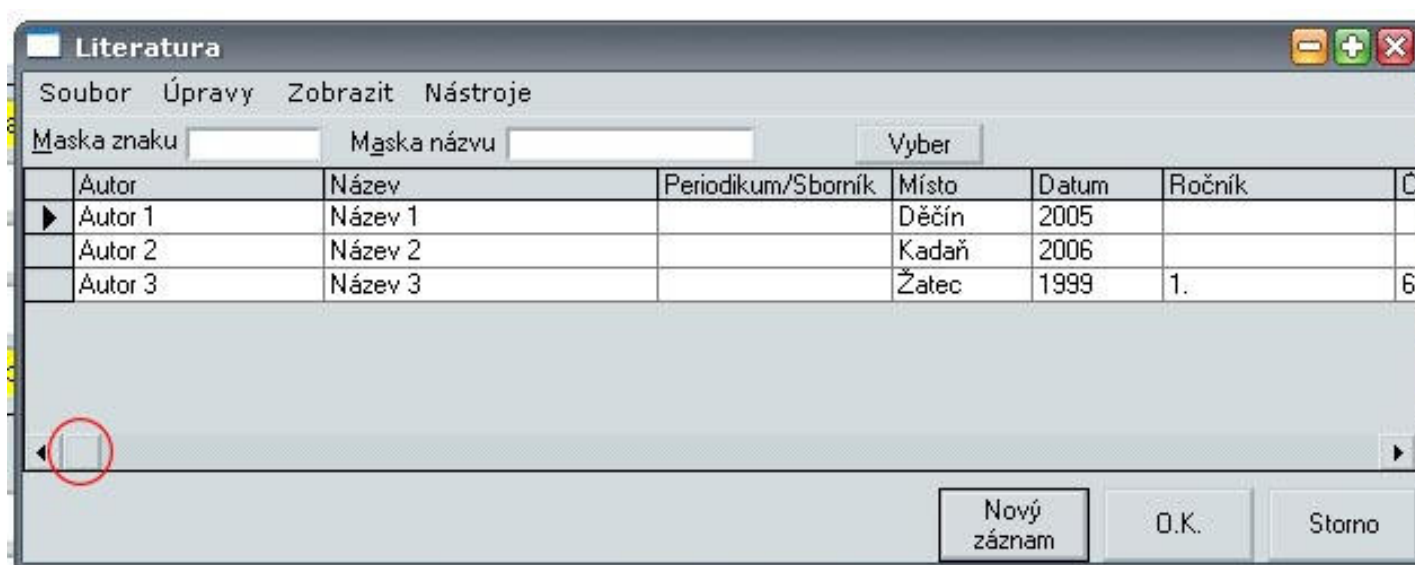 Literatura
Soubor Úpravy Zobrazit Nástroje
Maska znaku Maska názvu Vyber
Autor Název Periodikum/Sborník Místo Datum Ročník
Autor 1 Název 1 Děčín 2005
Autor 2 Název 2 Kadaň 2006
Autor 3 Název 3 Žatec 1999 1. 6
Nový
záznam O.K. Storno